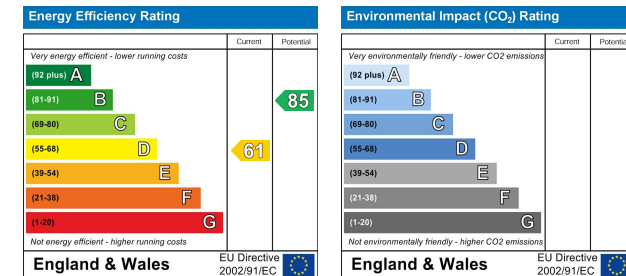 Energy Efficiency Rating
Current Potential
Very energy efficient - lower running costs
(92 plus) A
(81-91) B
85
(69-80) C
(55-68) D
61
(39-54) E
(21-38) F
(1-20) G
Not energy efficient - higher running costs
England & Wales
EU Directive
2002/91/EC
Environmental Impact (CO₂) Rating
Current Potential
Very environmentally friendly - lower CO2 emissions
(92 plus) A
(81-91) B
(69-80) C
(55-68) D
(39-54) E
(21-38) F
(1-20) G
Not environmentally friendly - higher CO2 emissions
England & Wales
EU Directive
2002/91/EC